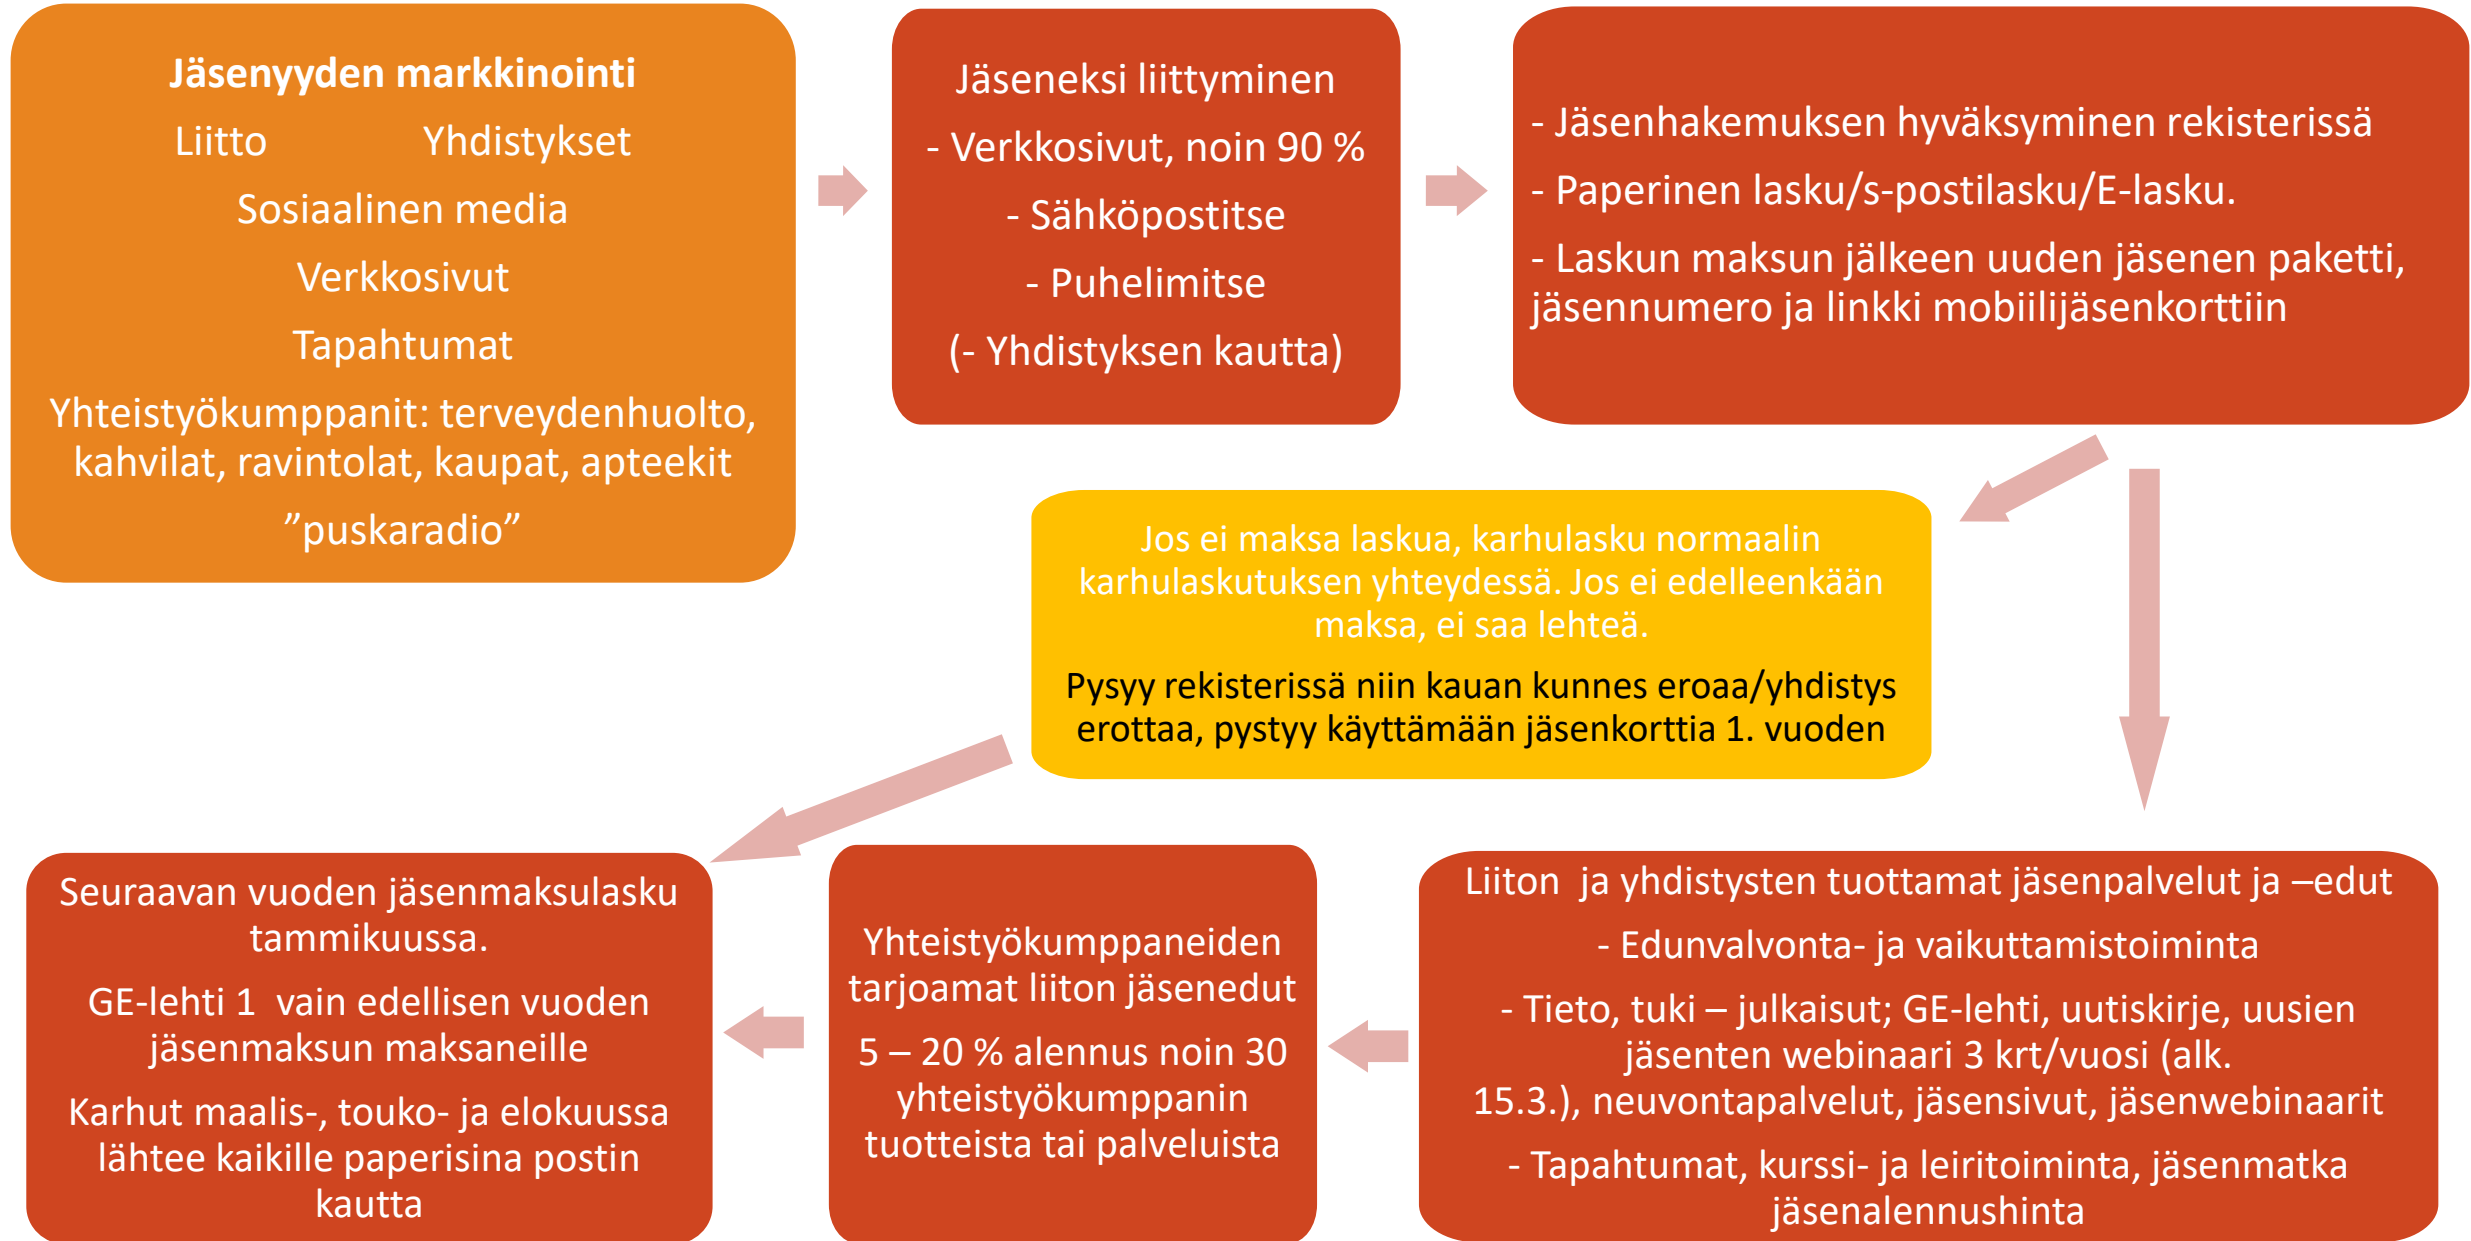 Jäsenyyden markkinointi
Liitto Yhdistykset
Sosiaalinen media
Verkkosivut
Tapahtumat
Yhteistyökumppanit: terveydenhuolto,
kahvilat, ravintolat, kaupat, apteekit
”puskaradio”
Jäseneksi liittyminen
- Verkkosivut, noin 90 %
- Sähköpostitse
- Puhelimitse
(- Yhdistyksen kautta)
- Jäsenhakemuksen hyväksyminen rekisterissä
- Paperinen lasku/s-postilasku/E-lasku.
- Laskun maksun jälkeen uuden jäsenen paketti,
jäsennumero ja linkki mobiilijäsenkorttiin
Jos ei maksa laskua, karhulasku normaalin
karhulaskutuksen yhteydessä. Jos ei edelleenkään
maksa, ei saa lehteä.
Pysyy rekisterissä niin kauan kunnes eroaa/yhdistys
erottaa, pystyy käyttämään jäsenkorttia 1. vuoden
Liiton  ja yhdistysten tuottamat jäsenpalvelut ja –edut
- Edunvalvonta- ja vaikuttamistoiminta
- Tieto, tuki – julkaisut; GE-lehti, uutiskirje, uusien
jäsenten webinaari 3 krt/vuosi (alk.
15.3.), neuvontapalvelut, jäsensivut, jäsenwebinaarit
- Tapahtumat, kurssi- ja leiritoiminta, jäsenmatka
jäsenalennushinta
Yhteistyökumppaneiden
tarjoamat liiton jäsenedut
5 – 20 % alennus noin 30
yhteistyökumppanin
tuotteista tai palveluista
Seuraavan vuoden jäsenmaksulasku
tammikuussa.
GE-lehti 1  vain edellisen vuoden
jäsenmaksun maksaneille
Karhut maalis-, touko- ja elokuussa
lähtee kaikille paperisina postin
kautta